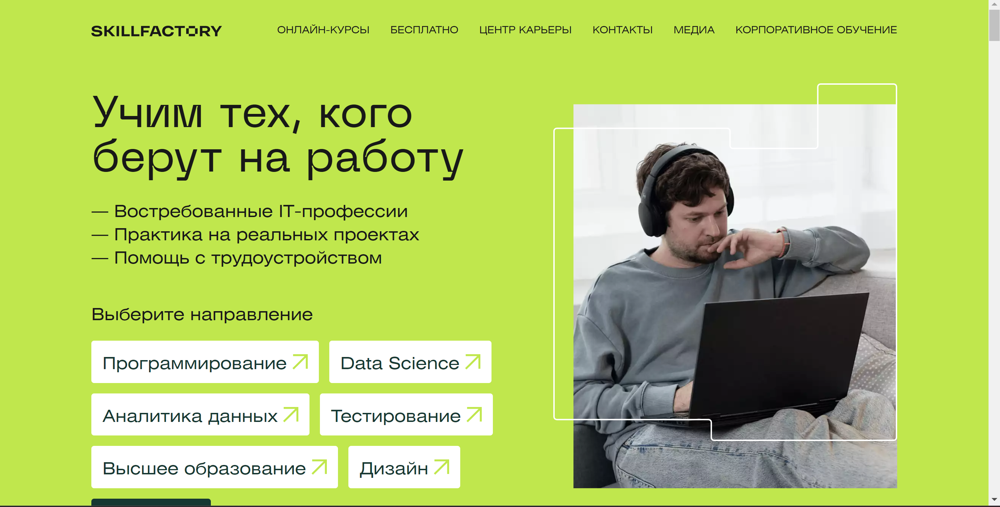 SKILLFACTORY
ОНЛАЙН-КУРСЫ БЕСПЛАТНО ЦЕНТР КАРЬЕРЫ КОНТАКТЫ МЕДИА КОРПОРАТИВНОЕ ОБУЧЕНИЕ
Учим тех, кого
берут на работу
— Востребованные IT-профессии
— Практика на реальных проектах
— Помощь с трудоустройством
Выберите направление
Программирование
Data Science
Аналитика данных
Тестирование
Высшее образование
Дизайн